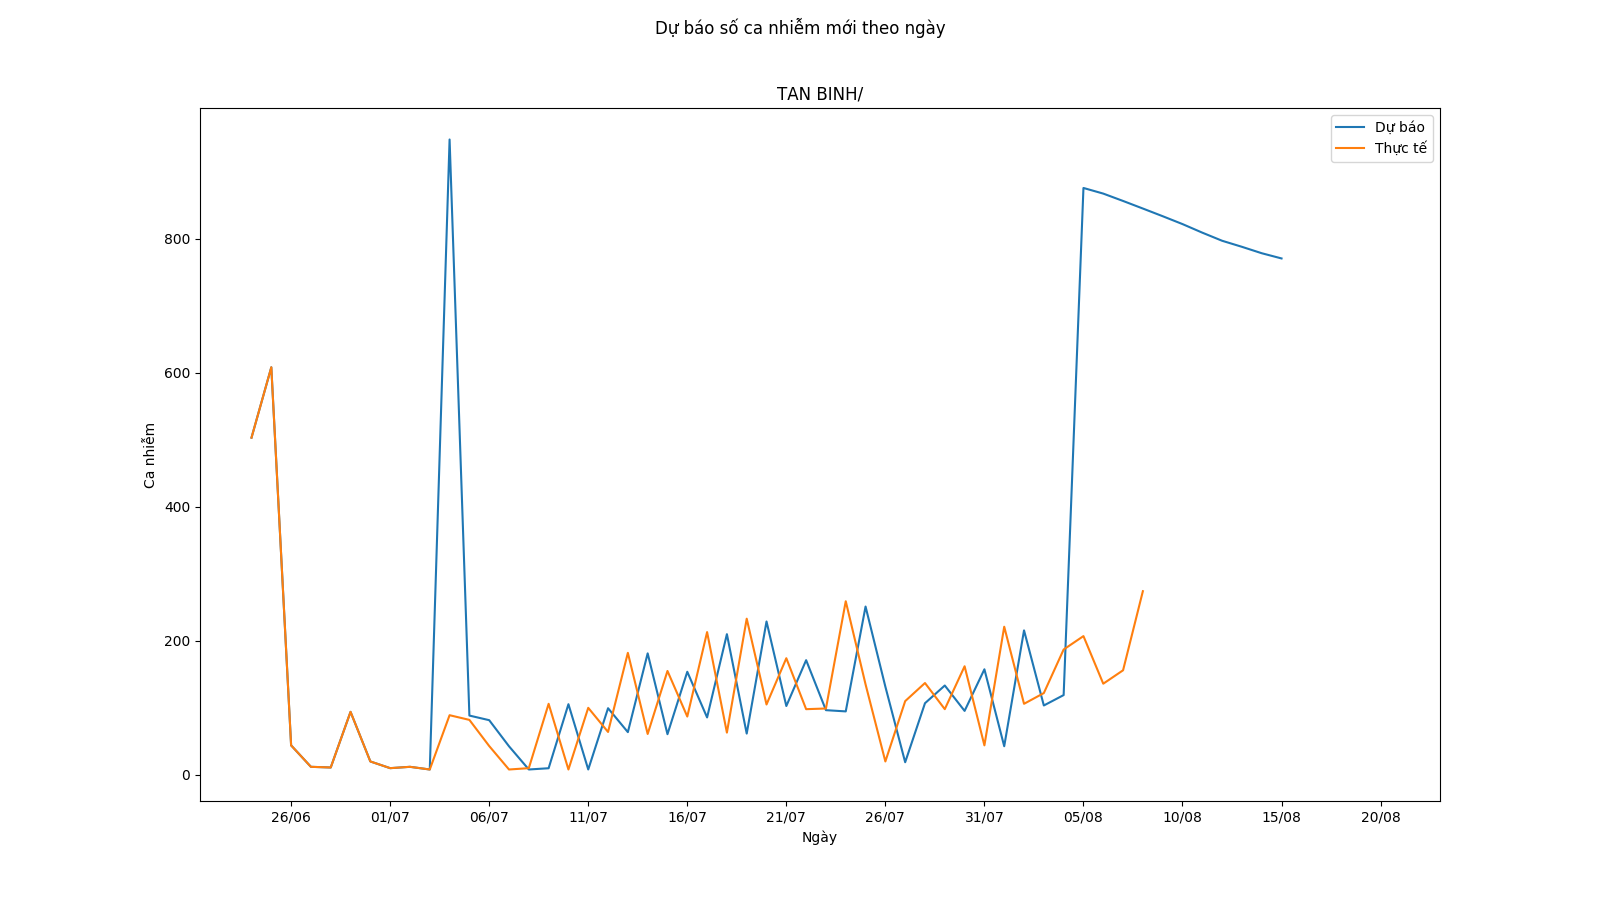 Dự báo số ca nhiễm mới theo ngày
TAN BINH/
Dự báo
Thực tế
800
600
400
200
0
Ca nhiễm
26/06 01/07 06/07 11/07 16/07 21/07 26/07 31/07 05/08 10/08 15/08 20/08
Ngày